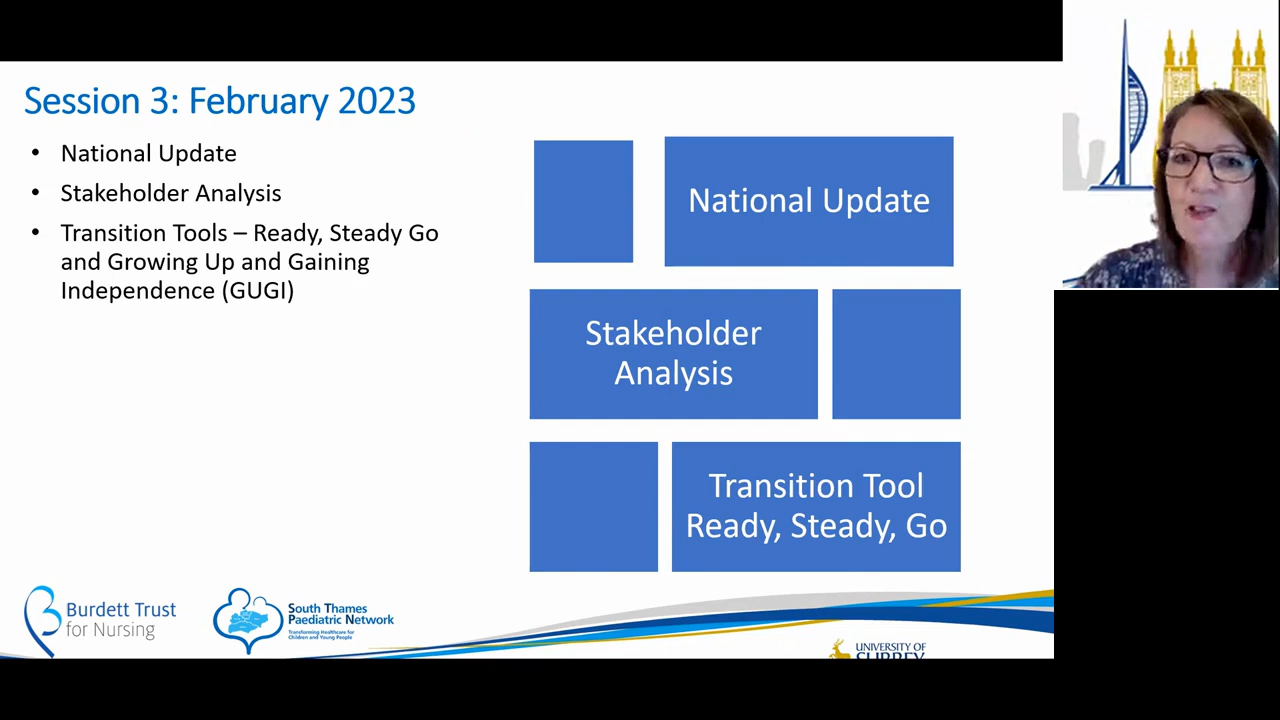 Session 3: February 2023
• National Update
• Stakeholder Analysis
• Transition Tools – Ready, Steady Go
and Growing Up and Gaining
Independence (GUGI)
National Update
Stakeholder
Analysis
Transition Tool
Ready, Steady, Go
Burdett Trust
for Nursing
South Thames
Paediatric Network
Transforming Healthcare for
Children and Young People
UNIVERSITY OF
SURREY